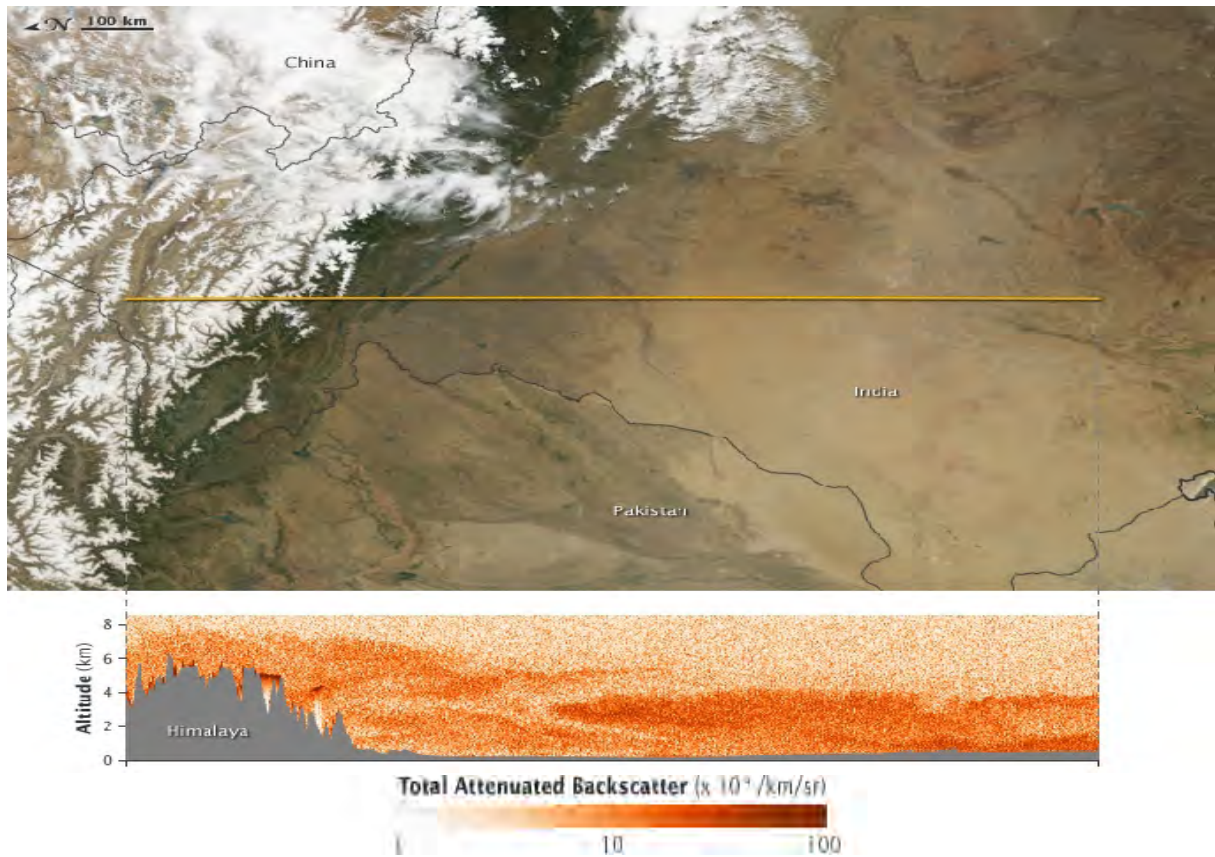 N 100 km
China
India
Pakistan
8
6
4
2
0
Altitude (km)
Himalaya
Total Attenuated Backscatter (x 10⁻⁴ /km/sr)
1 10 100